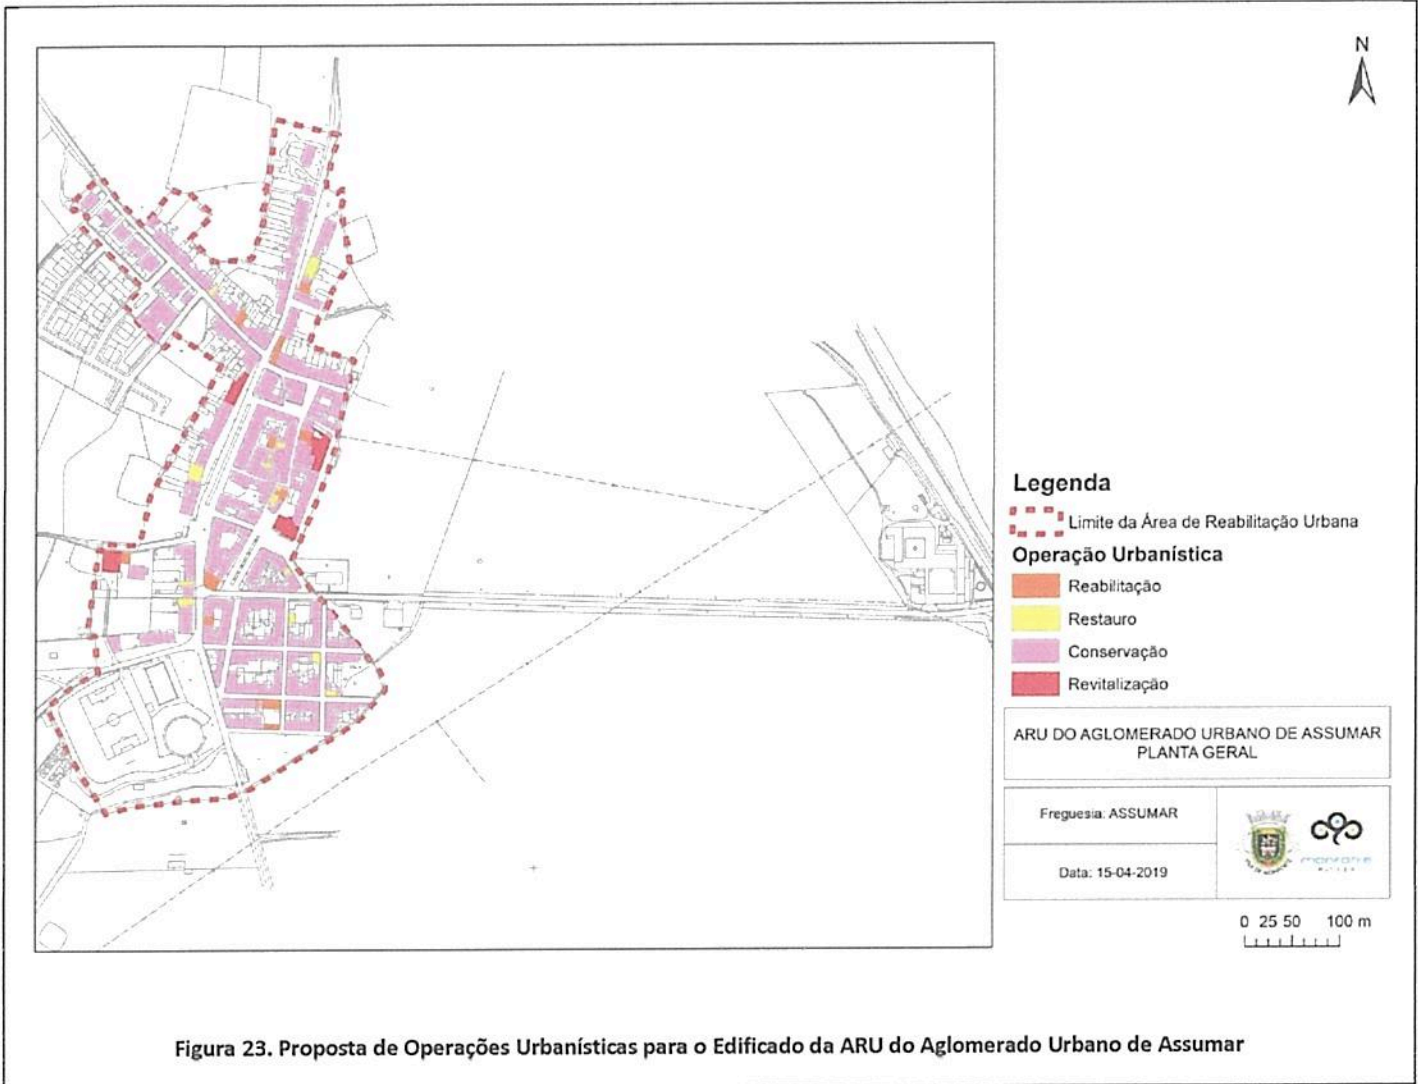 N
Legenda
Limite da Área de Reabilitação Urbana
Operação Urbanística
Reabilitação
Restauro
Conservação
Revitalização
ARU DO AGLOMERADO URBANO DE ASSUMAR
PLANTA GERAL
Freguesia: ASSUMAR
Data: 15-04-2019
0 25 50 100 m
Figura 23. Proposta de Operações Urbanísticas para o Edificado da ARU do Aglomerado Urbano de Assumar